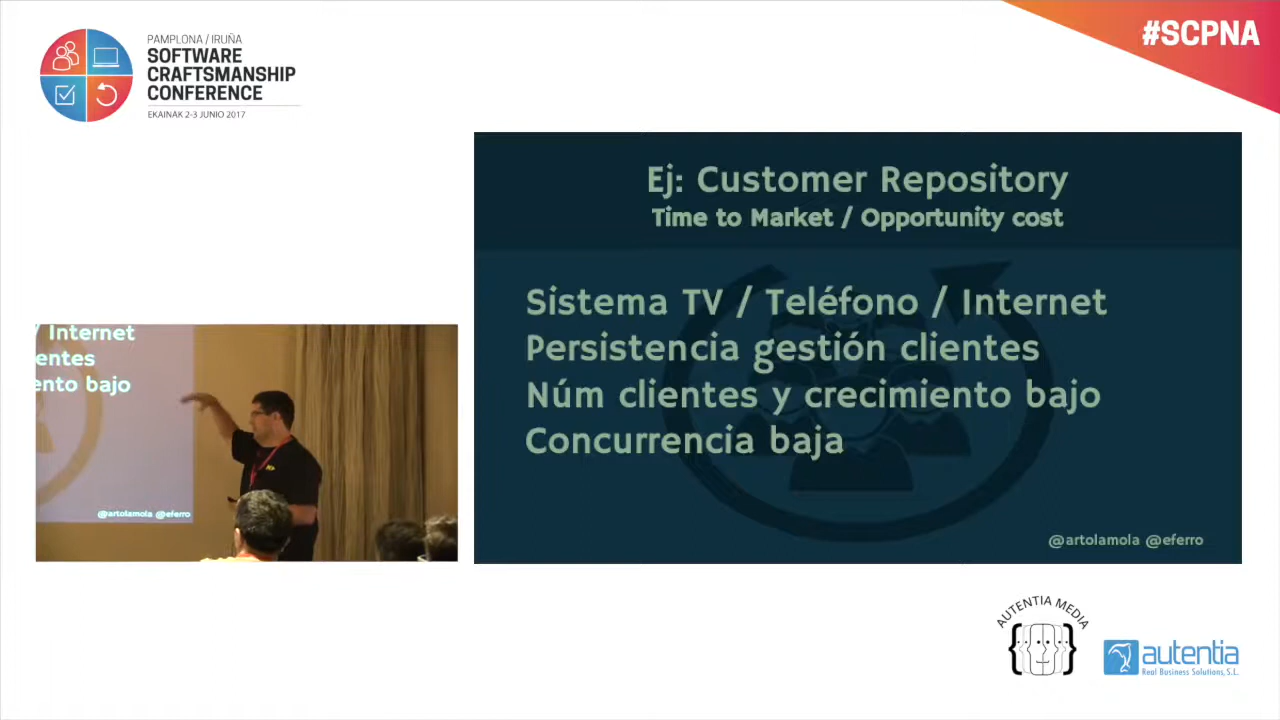 PAMPLONA / IRUÑA
SOFTWARE
CRAFTSMANSHIP
CONFERENCE
EKAINAK 2-3 JUNIO 2017
#SCPNA
Ej: Customer Repository
Time to Market / Opportunity cost
Sistema TV / Teléfono / Internet
Persistencia gestión clientes
Núm clientes y crecimiento bajo
Concurrencia baja
@artolamola @eferro
/ Internet
entes
ento bajo
@artolamola @eferro
AUTENTIA MEDIA
autentia
Real Business Solutions, S.L.